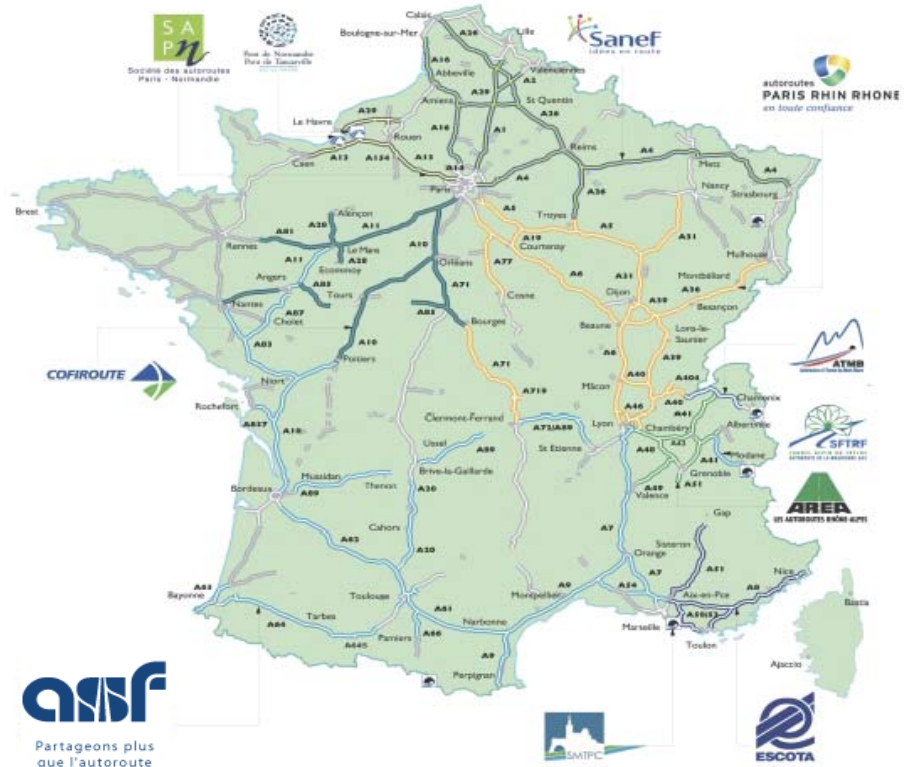 SAPn
Société des autoroutes
Paris - Normandie
Pont de Normandie
Pont de Tancarville
Sanef
idées en route
autoroutes
PARIS RHIN RHONE
en toute confiance
Calais
Boulogne-sur-Mer
A26
Lille
A16
Abbeville
Valenciennes
A2
A29
Amiens
St Quentin
A26
A29
Le Havre
Rouen
A16
A1
Reims
A13
A154
A13
A14
A4
Caen
Metz
Paris
A4
A4
Nancy
Strasbourg
Brest
A26
Alençon
A5
Troyes
A28
A11
A5
A31
Rennes
A81
A10
A19
Courtenay
Le Mans
A11
A28
Orléans
A77
Mulhouse
Ecommoy
Angers
A71
A6
A31
Montbéliard
A85
Tours
Dijon
A36
Nantes
Cosne
A39
Besançon
A87
A85
Cholet
Bourges
Beaune
Lons-le-
Saunier
A83
A10
Poitiers
A71
A6
A39
COFIROUTE
ATMB
Niort
A40
A404
Mâcon
A719
A40
Chamonix
Rochefort
A46
A41
Clermont-Ferrand
A72/A89
Lyon
Chambéry
Albertville
A837
A10
Ussel
St Etienne
A43
SFTRF
A89
A48
A41
Modane
Mussidan
Brive-la-Gaillarde
Grenoble
Bordeaux
Thenon
A49
A51
AREA
LES AUTOROUTES RHÔNE-ALPES
A89
A20
Valence
Gap
Cahors
A7
A62
Sisteron
A20
Orange
A51
Nice
A63
A7
A8
Bayonne
Toulouse
A9
A54
Aix-en-Pce
Montpellier
Bastia
A61
A50/52
Tarbes
A64
Narbonne
Marseille
Pamiers
A66
A645
Toulon
A9
Ajaccio
Perpignan
asf
Partageons plus
que l'autoroute
SMTPC
ESCOTA